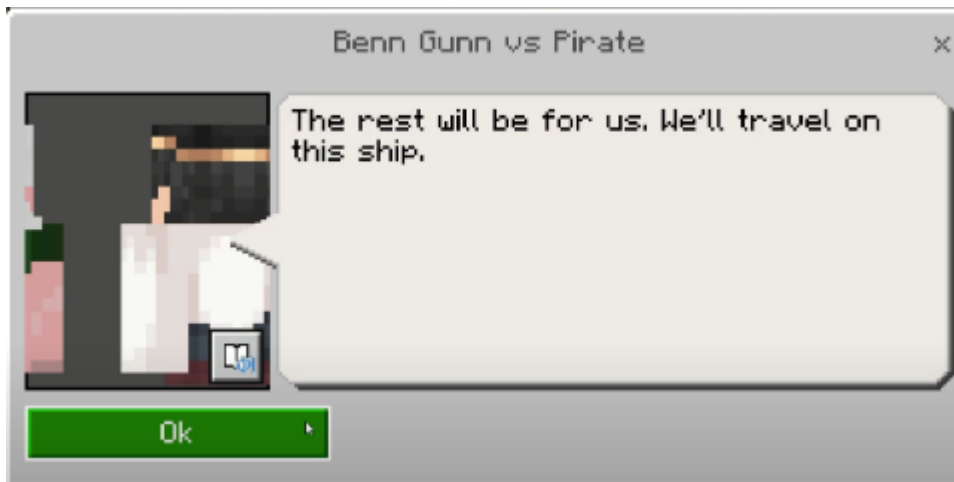 Benn Gunn vs Pirate
The rest will be for us. We'll travel on
this ship.
Ok